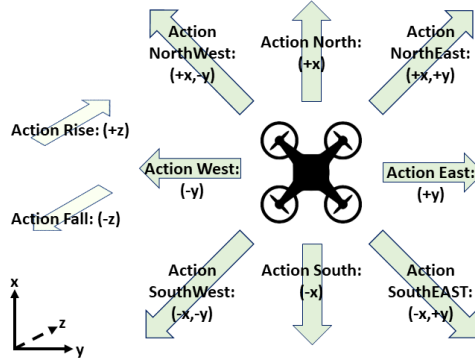 Action
NorthWest:
(+x,-y)
Action North:
(+x)
Action
NorthEast:
(+x,+y)
Action Rise: (+z)
Action West:
(-y)
Action East:
(+y)
Action Fall: (-z)
Action
SouthWest:
(-x,-y)
Action South:
(-x)
Action
SouthEAST:
(-x,+y)
x
z
y